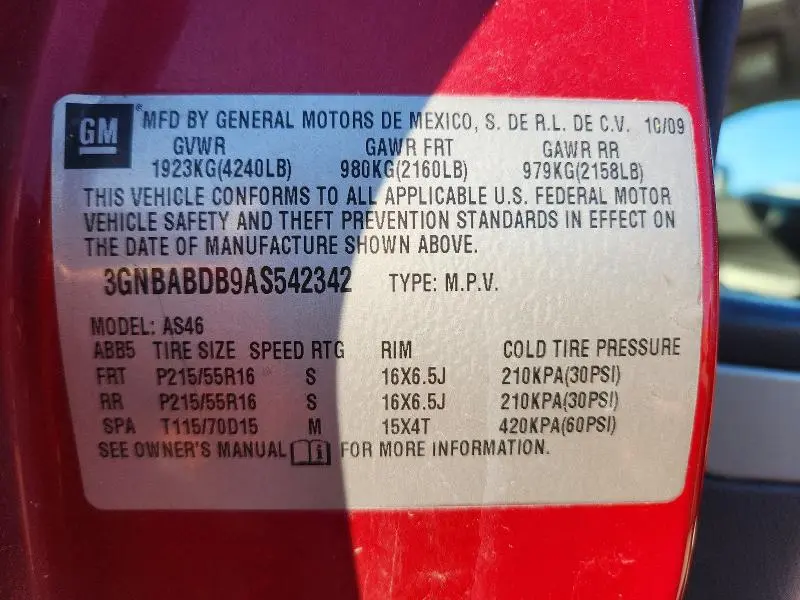 GM ® MFD BY GENERAL MOTORS DE MEXICO, S. DE R.L. DE C.V. 10/09
GVWR GAWR FRT GAWR RR
1923KG(4240LB) 980KG(2160LB) 979KG(2158LB)
THIS VEHICLE CONFORMS TO ALL APPLICABLE U.S. FEDERAL MOTOR
VEHICLE SAFETY AND THEFT PREVENTION STANDARDS IN EFFECT ON
THE DATE OF MANUFACTURE SHOWN ABOVE.
3GNBABDB9AS542342 TYPE: M.P.V.
MODEL: AS46
ABB5 TIRE SIZE SPEED RTG RIM COLD TIRE PRESSURE
FRT P215/55R16 S 16X6.5J 210KPA(30PSI)
RR P215/55R16 S 16X6.5J 210KPA(30PSI)
SPA T115/70D15 M 15X4T 420KPA(60PSI)
SEE OWNER'S MANUAL i FOR MORE INFORMATION.